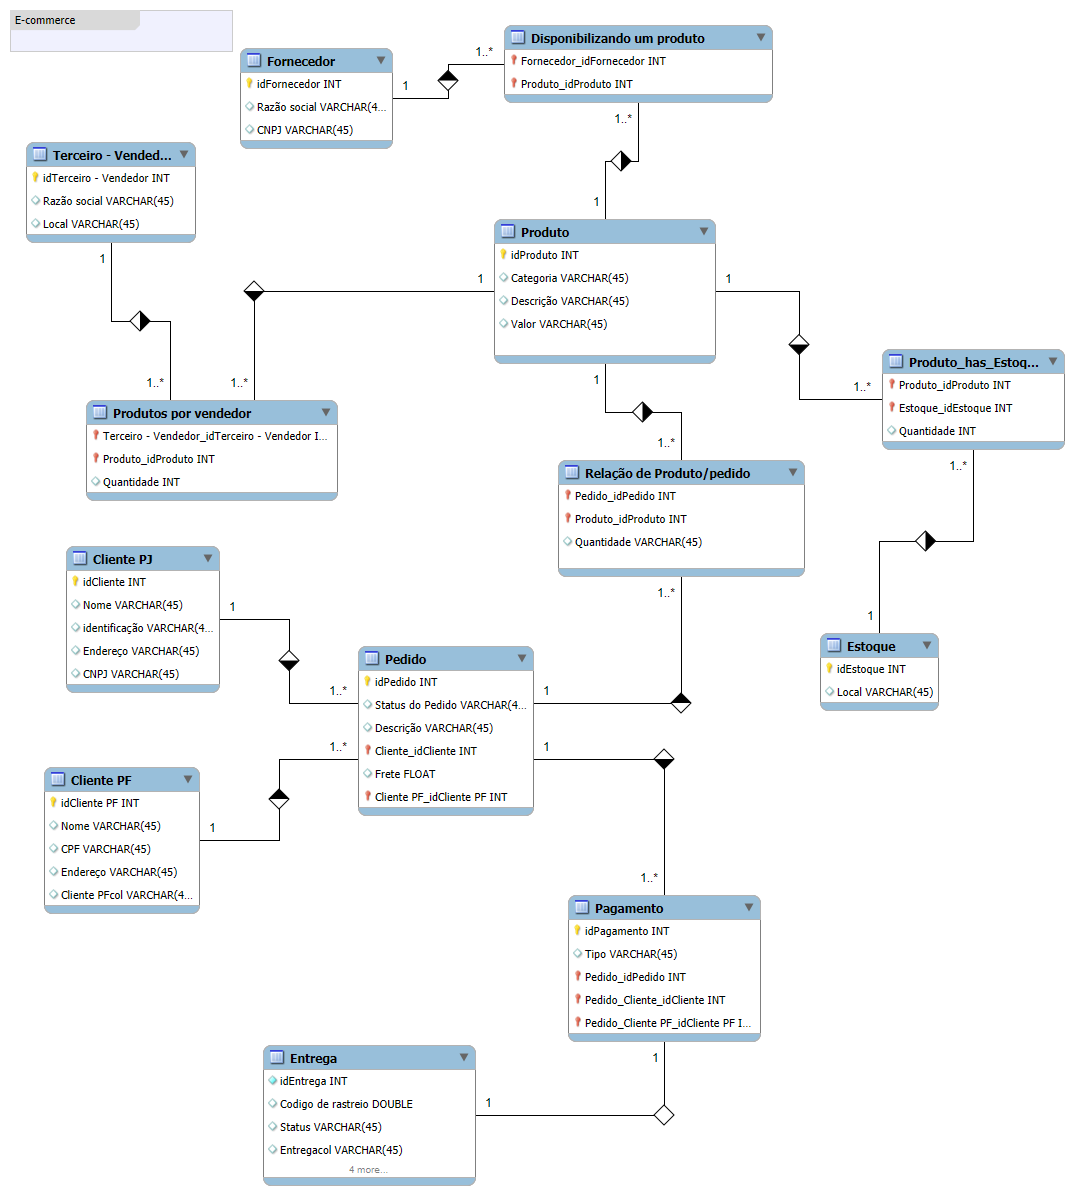 E-commerce
Disponibilizando um produto
Fornecedor_idFornecedor INT
Produto_idProduto INT
1..*
1..*
Fornecedor
idFornecedor INT
Razão social VARCHAR(4...
CNPJ VARCHAR(45)
1
Terceiro - Vended...
idTerceiro - Vendedor INT
Razão social VARCHAR(45)
Local VARCHAR(45)
1
1..*
1
Produto
idProduto INT
Categoria VARCHAR(45)
Descrição VARCHAR(45)
Valor VARCHAR(45)
1
1
1
1..*
Produtos por vendedor
Terceiro - Vendedor_idTerceiro - Vendedor I...
Produto_idProduto INT
Quantidade INT
1..*
Produto_has_Estoq...
Produto_idProduto INT
Estoque_idEstoque INT
Quantidade INT
1..*
1..*
Relação de Produto/pedido
Pedido_idPedido INT
Produto_idProduto INT
Quantidade VARCHAR(45)
1..*
1
Estoque
idEstoque INT
Local VARCHAR(45)
Cliente PJ
idCliente INT
Nome VARCHAR(45)
identificação VARCHAR(4...
Endereço VARCHAR(45)
CNPJ VARCHAR(45)
1
1..*
Pedido
idPedido INT
Status do Pedido VARCHAR(4...
Descrição VARCHAR(45)
Cliente_idCliente INT
Frete FLOAT
Cliente PF_idCliente PF INT
1
1
1..*
Cliente PF
idCliente PF INT
Nome VARCHAR(45)
CPF VARCHAR(45)
Endereço VARCHAR(45)
Cliente PFcol VARCHAR(4...
1
1..*
Pagamento
idPagamento INT
Tipo VARCHAR(45)
Pedido_idPedido INT
Pedido_Cliente_idCliente INT
Pedido_Cliente PF_idCliente PF I...
1
Entrega
idEntrega INT
Codigo de rastreio DOUBLE
Status VARCHAR(45)
Entregacol VARCHAR(45)
4 more...
1